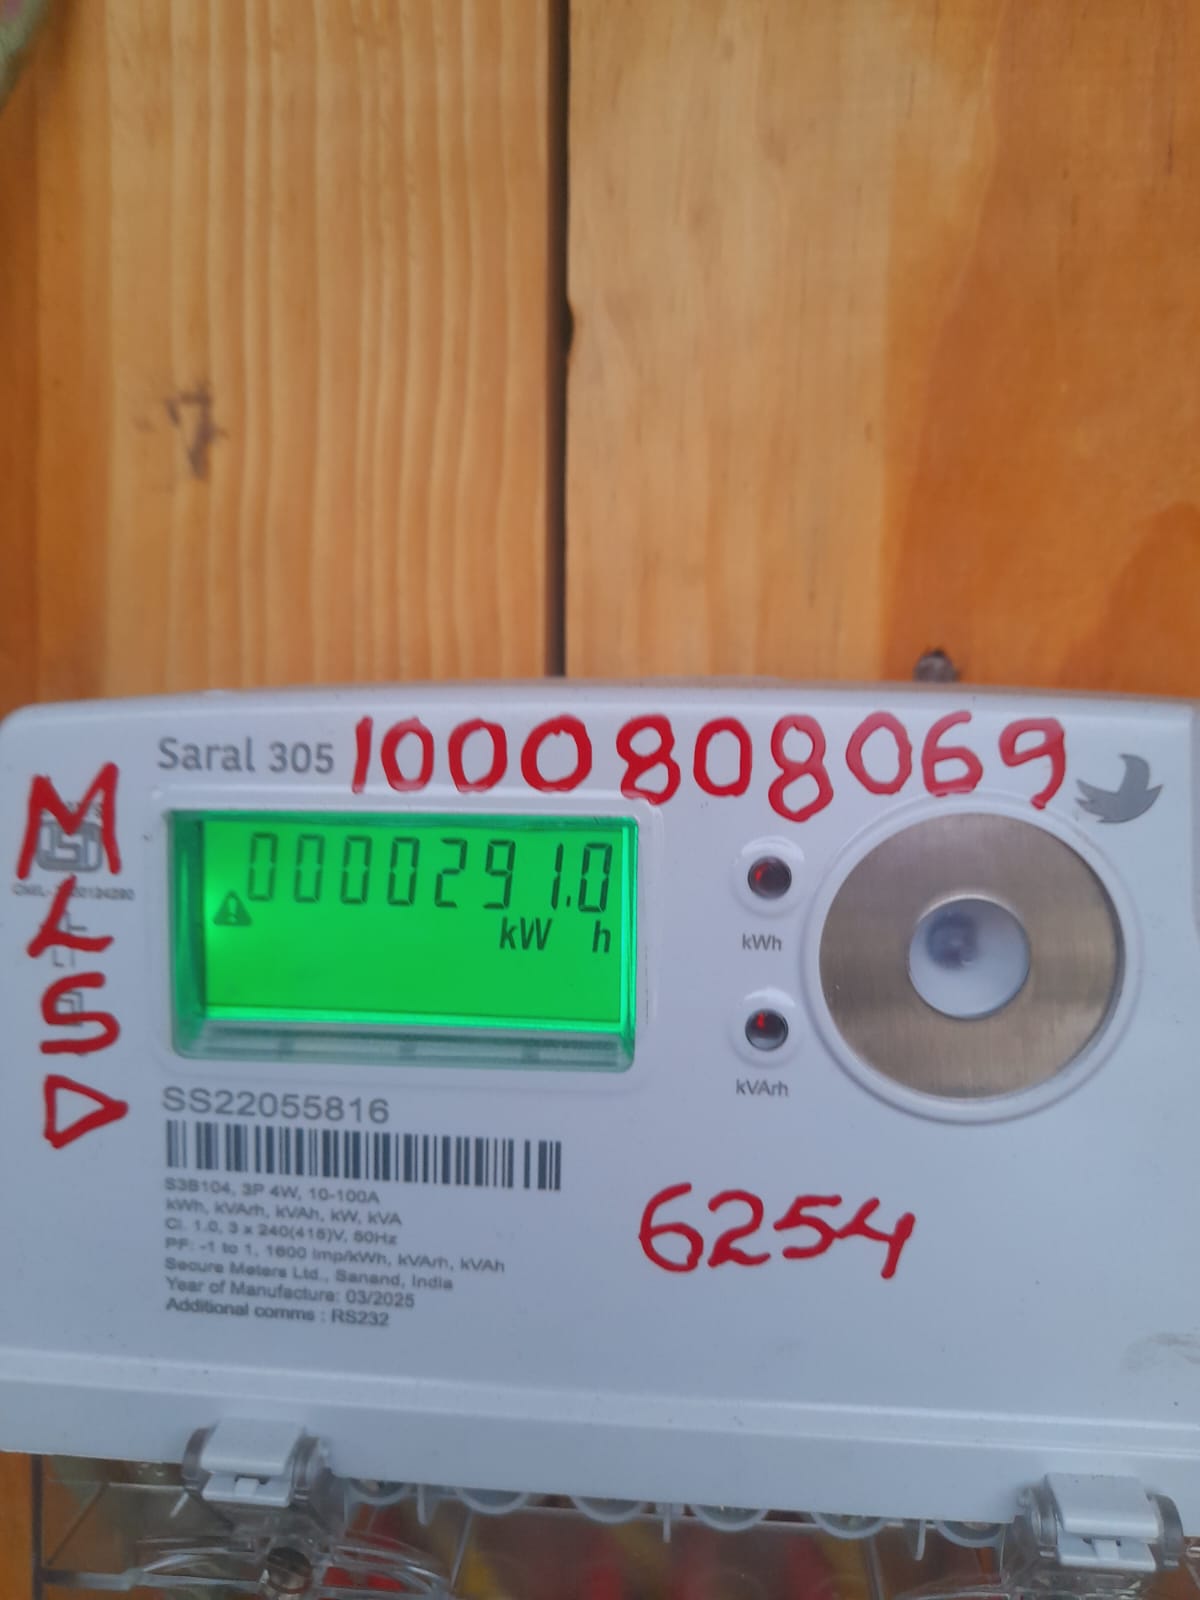 Saral 305
1000808069
MLSD
0000291.0
kW h
kWh
kVArh
SS22055816
S3B104, 3P 4W, 10-100A
kWh, kVArh, kVAh, kW, kVA
Cl. 1.0, 3 x 240(415)V, 50Hz
PF: -1 to 1, 1600 imp/kWh, kVArh, kVAh
Secure Meters Ltd., Sanand, India
Year of Manufacture: 03/2025
Additional comms : RS232
6254